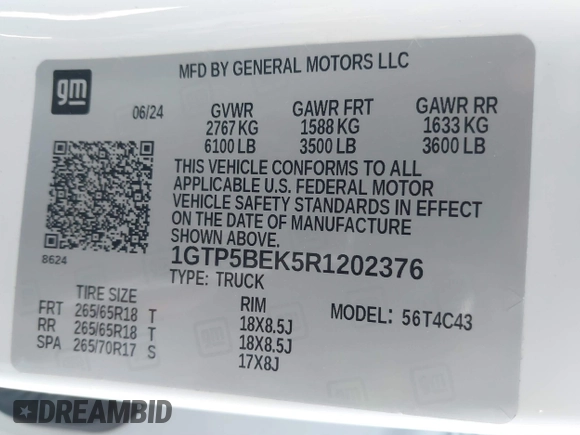 gm
MFD BY GENERAL MOTORS LLC
06/24
GVWR GAWR FRT GAWR RR
2767 KG 1588 KG 1633 KG
6100 LB 3500 LB 3600 LB
THIS VEHICLE CONFORMS TO ALL
APPLICABLE U.S. FEDERAL MOTOR
VEHICLE SAFETY STANDARDS IN EFFECT
ON THE DATE OF MANUFACTURE
SHOWN ABOVE.
8624
1GTP5BEK5R1202376
TYPE: TRUCK
TIRE SIZE RIM MODEL: 56T4C43
FRT 265/65R18 T 18X8.5J
RR 265/65R18 T 18X8.5J
SPA 265/70R17 S 17X8J
DREAMBID